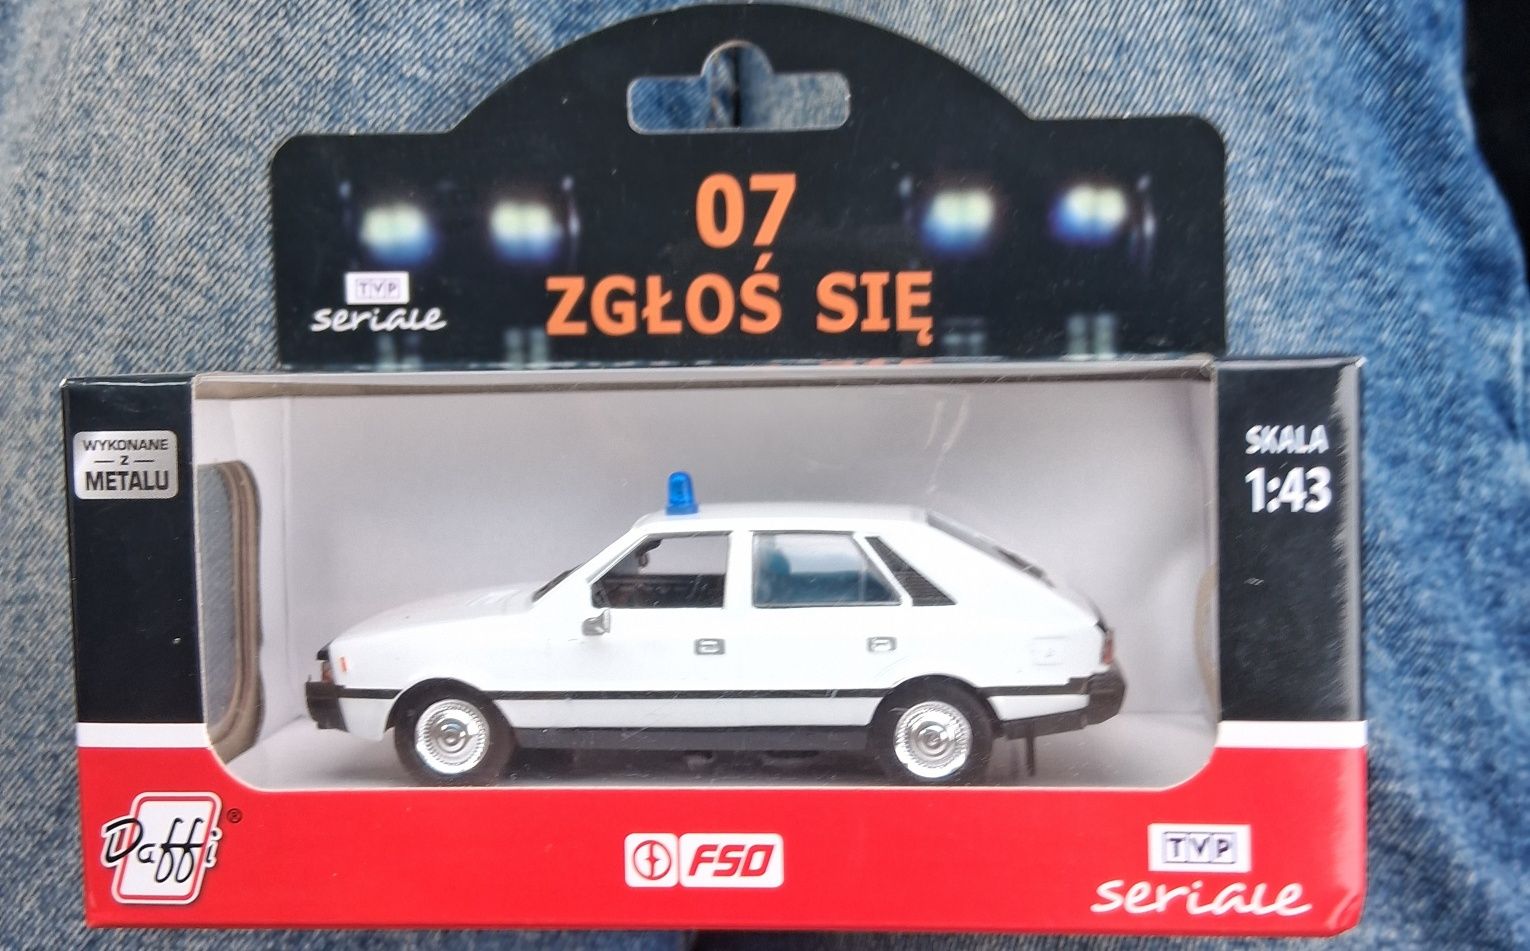 07
ZGŁOŚ SIĘ
TVP
seriale
WYKONANE
z
METALU
SKALA
1:43
Daffi®
FSO
TVP
seriale